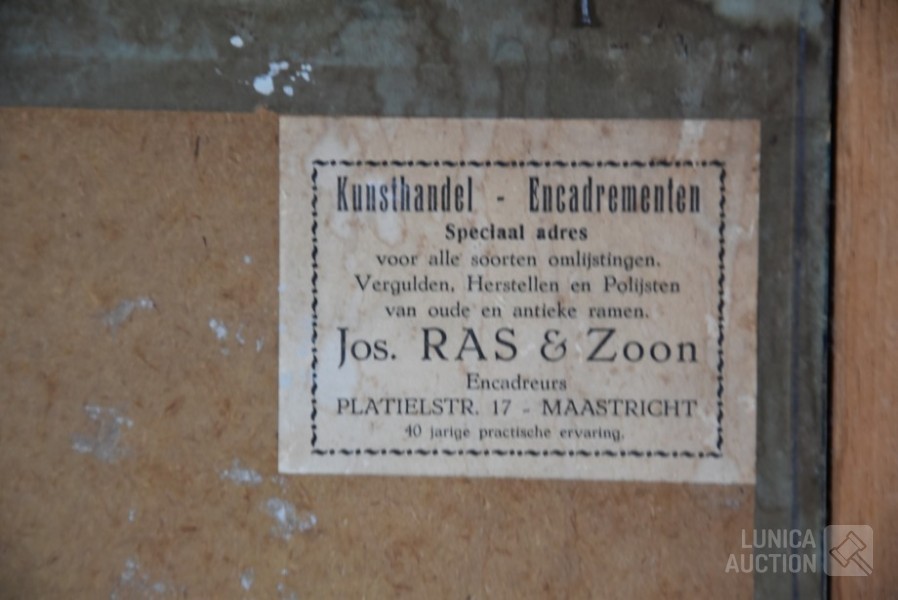 Kunsthandel - Encadrementen
Speciaal adres
voor alle soorten omlijstingen.
Vergulden, Herstellen en Polijsten
van oude en antieke ramen.
Jos. RAS & Zoon
Encadreurs
PLATIELSTR. 17 - MAASTRICHT
40 jarige practische ervaring.
LUNICA
AUCTION